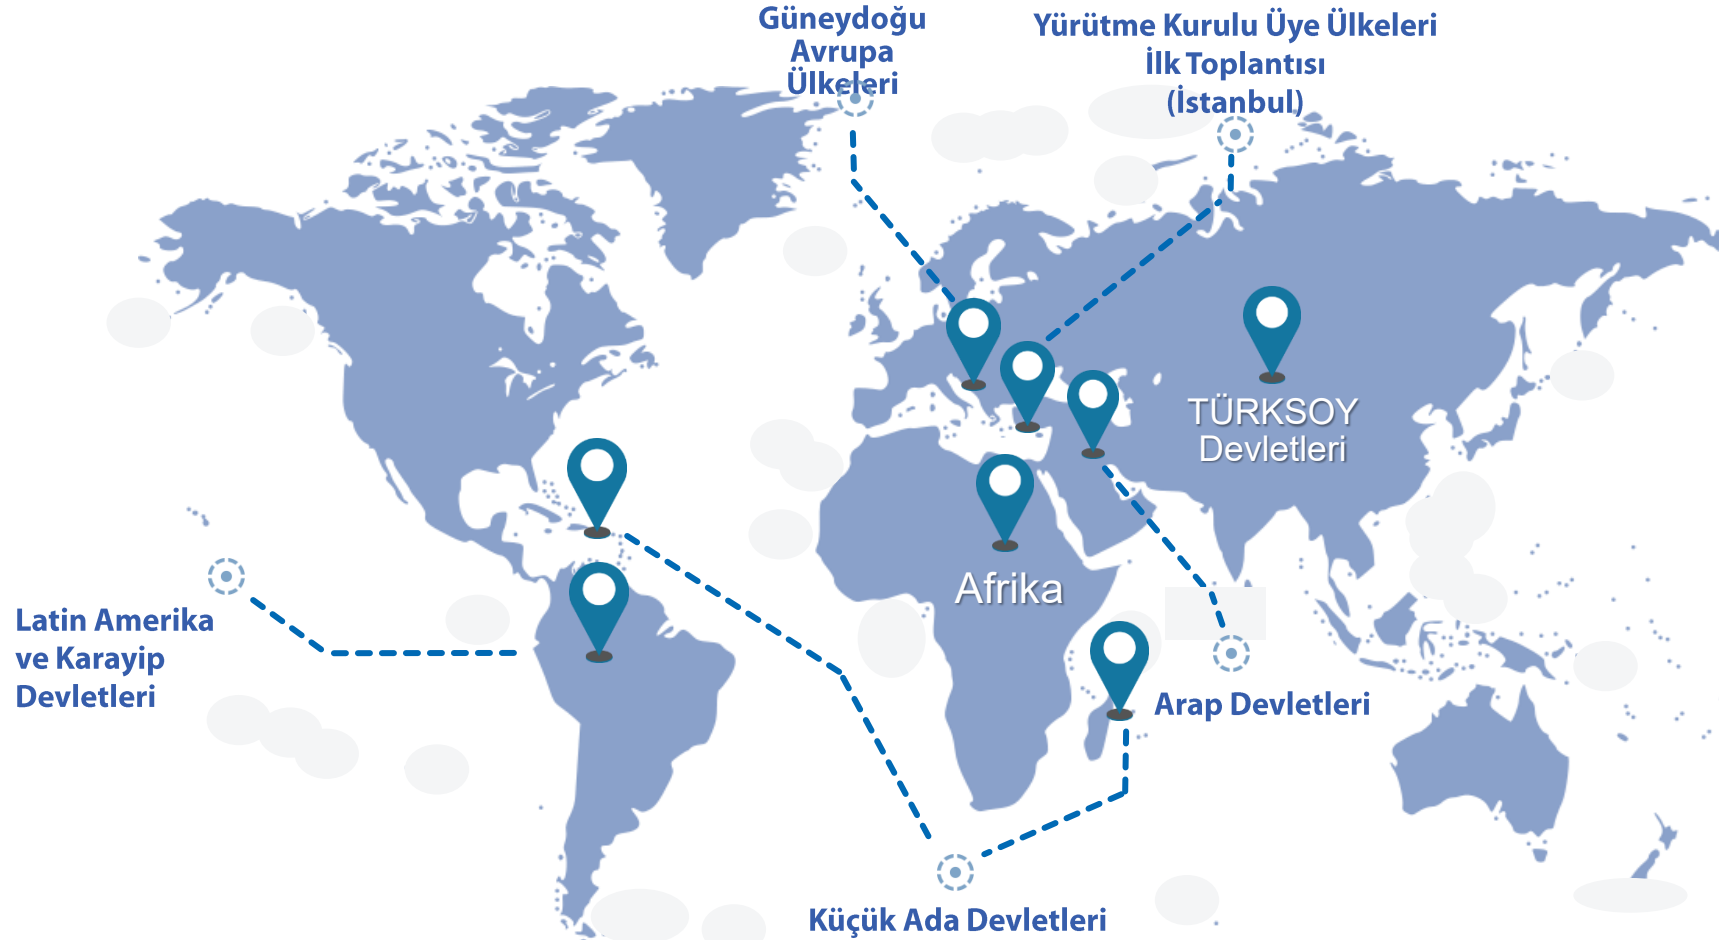 Güneydoğu
Avrupa
Ülkeleri
Yürütme Kurulu Üye Ülkeleri
İlk Toplantısı
(İstanbul)
TÜRKSOY
Devletleri
Afrika
Latin Amerika
ve Karayip
Devletleri
Arap Devletleri
Küçük Ada Devletleri